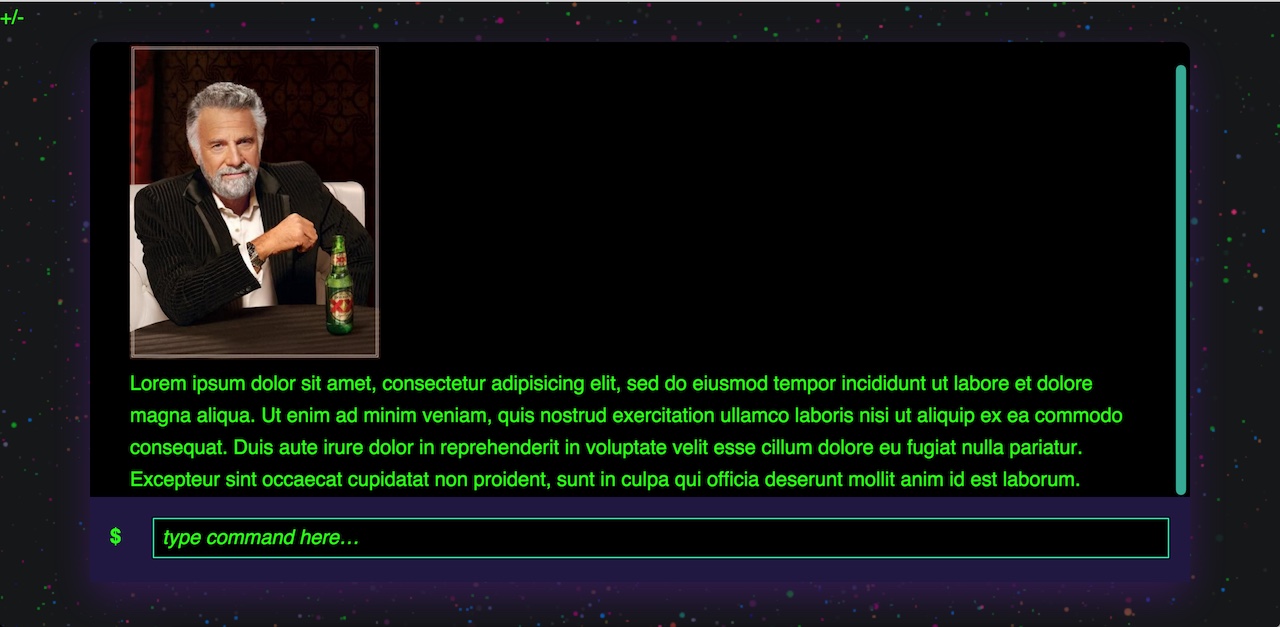 +/-
XX
Lorem ipsum dolor sit amet, consectetur adipisicing elit, sed do eiusmod tempor incididunt ut labore et dolore
magna aliqua. Ut enim ad minim veniam, quis nostrud exercitation ullamco laboris nisi ut aliquip ex ea commodo
consequat. Duis aute irure dolor in reprehenderit in voluptate velit esse cillum dolore eu fugiat nulla pariatur.
Excepteur sint occaecat cupidatat non proident, sunt in culpa qui officia deserunt mollit anim id est laborum.
$ type command here...